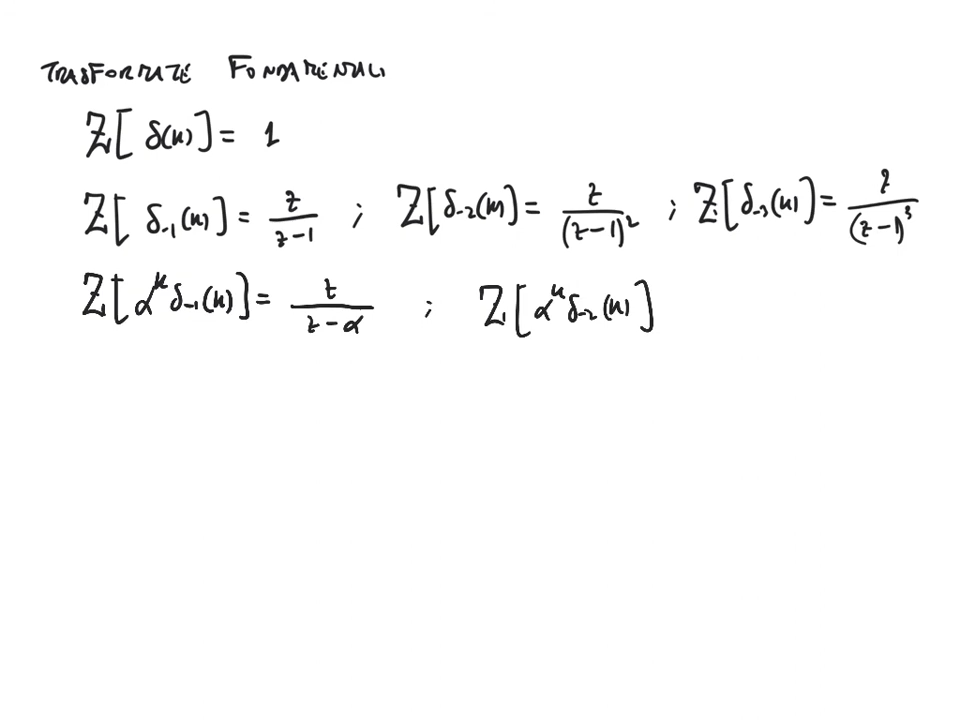 TRASFORMATE FONDAMENTALI
Z[δ(k)] = 1
Z[δ₋₁(k)] = z/(z-1) ; Z[δ₋₂(k)] = z/(z-1)² ; Z[δ₋₃(k)] = z/(z-1)³
Z[α^k δ₋₁(k)] = z/(z-α) ; Z[α^k δ₋₂(k)]